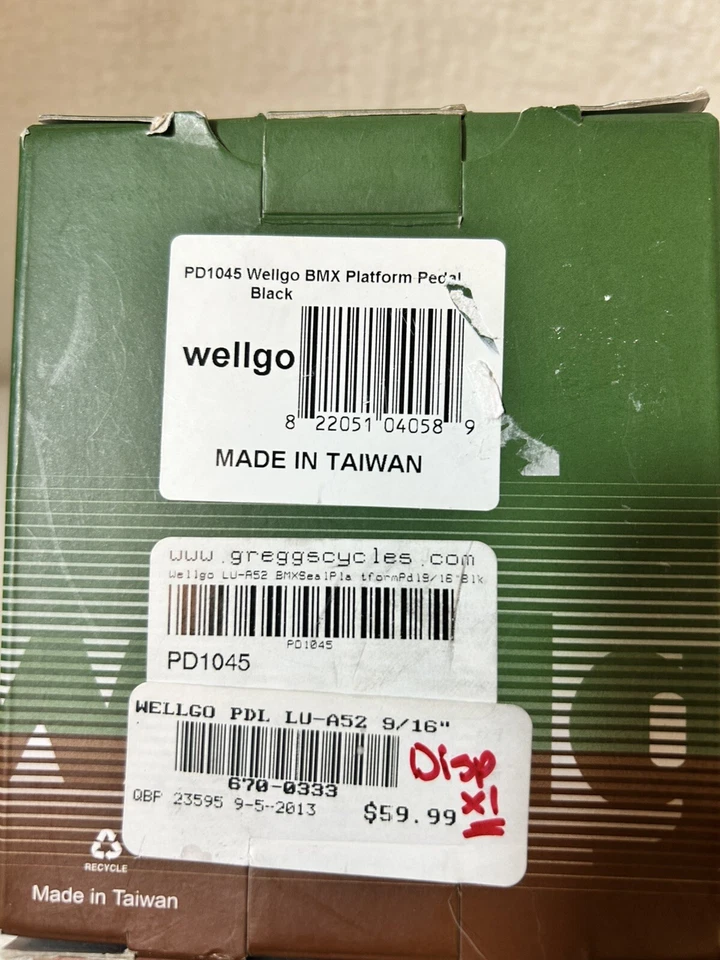 PD1045 Wellgo BMX Platform Pedal
Black
wellgo
8 22051 04058 9
MADE IN TAIWAN
www.greggscycles.com
Wellgo LU-A52 BMXSealPla tformPdl9/16"Blk
PD1045
PD1045
WELLGO PDL LU-A52 9/16"
670-0333
QBP 23595 9-5-2013
$59.99
Disp
X1
RECYCLE
Made in Taiwan